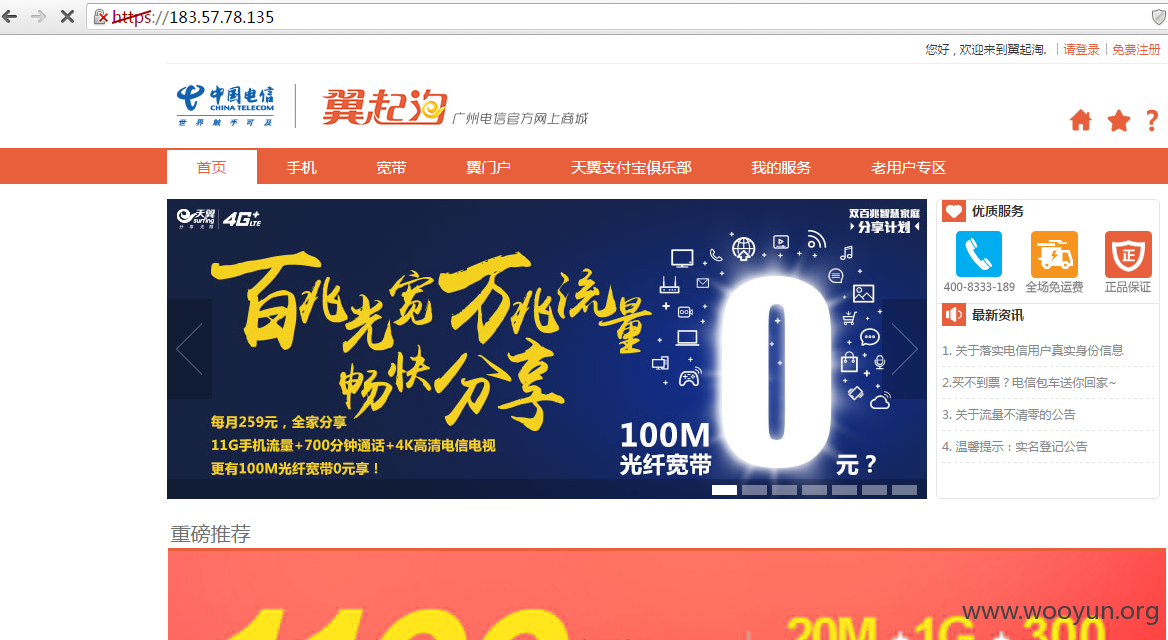 https://183.57.78.135
您好，欢迎来到翼起淘. | 请登录 | 免费注册
中国电信
CHINA TELECOM
世界触手可及
翼起淘 广州电信官方网上商城
?
首页 手机 宽带 翼门户 天翼支付宝俱乐部 我的服务 老用户专区
天翼
surfing
分享无限
4G+ LTE
双百兆智慧家庭
分享计划
百兆光宽 万兆流量
畅快分享
每月259元，全家分享
11G手机流量+700分钟通话+4K高清电信电视
更有100M光纤宽带0元享！
100M
光纤宽带
0
元？
优质服务
正
400-8333-189 全场免运费 正品保证
最新资讯
1. 关于落实电信用户真实身份信息
2.买不到票？电信包车送你回家~
3. 关于流量不清零的公告
4. 温馨提示：实名登记公告
重磅推荐
20M +1G +300
www.wooyun.org